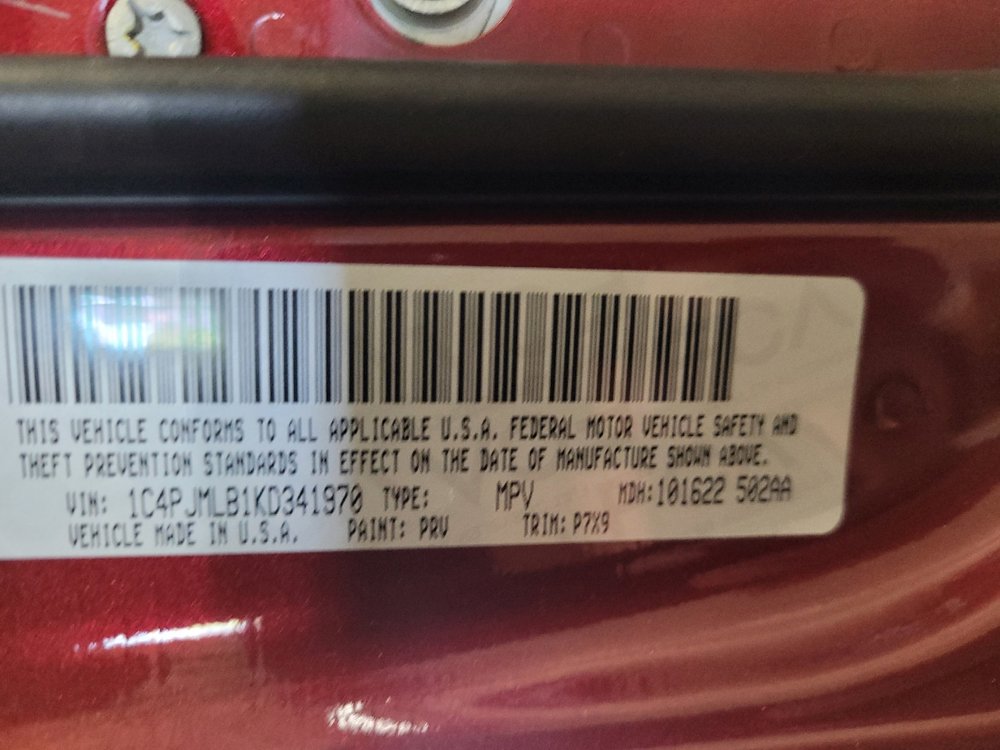 THIS VEHICLE CONFORMS TO ALL APPLICABLE U.S.A. FEDERAL MOTOR VEHICLE SAFETY AND
THEFT PREVENTION STANDARDS IN EFFECT ON THE DATE OF MANUFACTURE SHOWN ABOVE.
VIN: 1C4PJMLB1KD341970 TYPE: MPV MDH:101622 502AA
VEHICLE MADE IN U.S.A. PAINT: PRV TRIM: P7X9